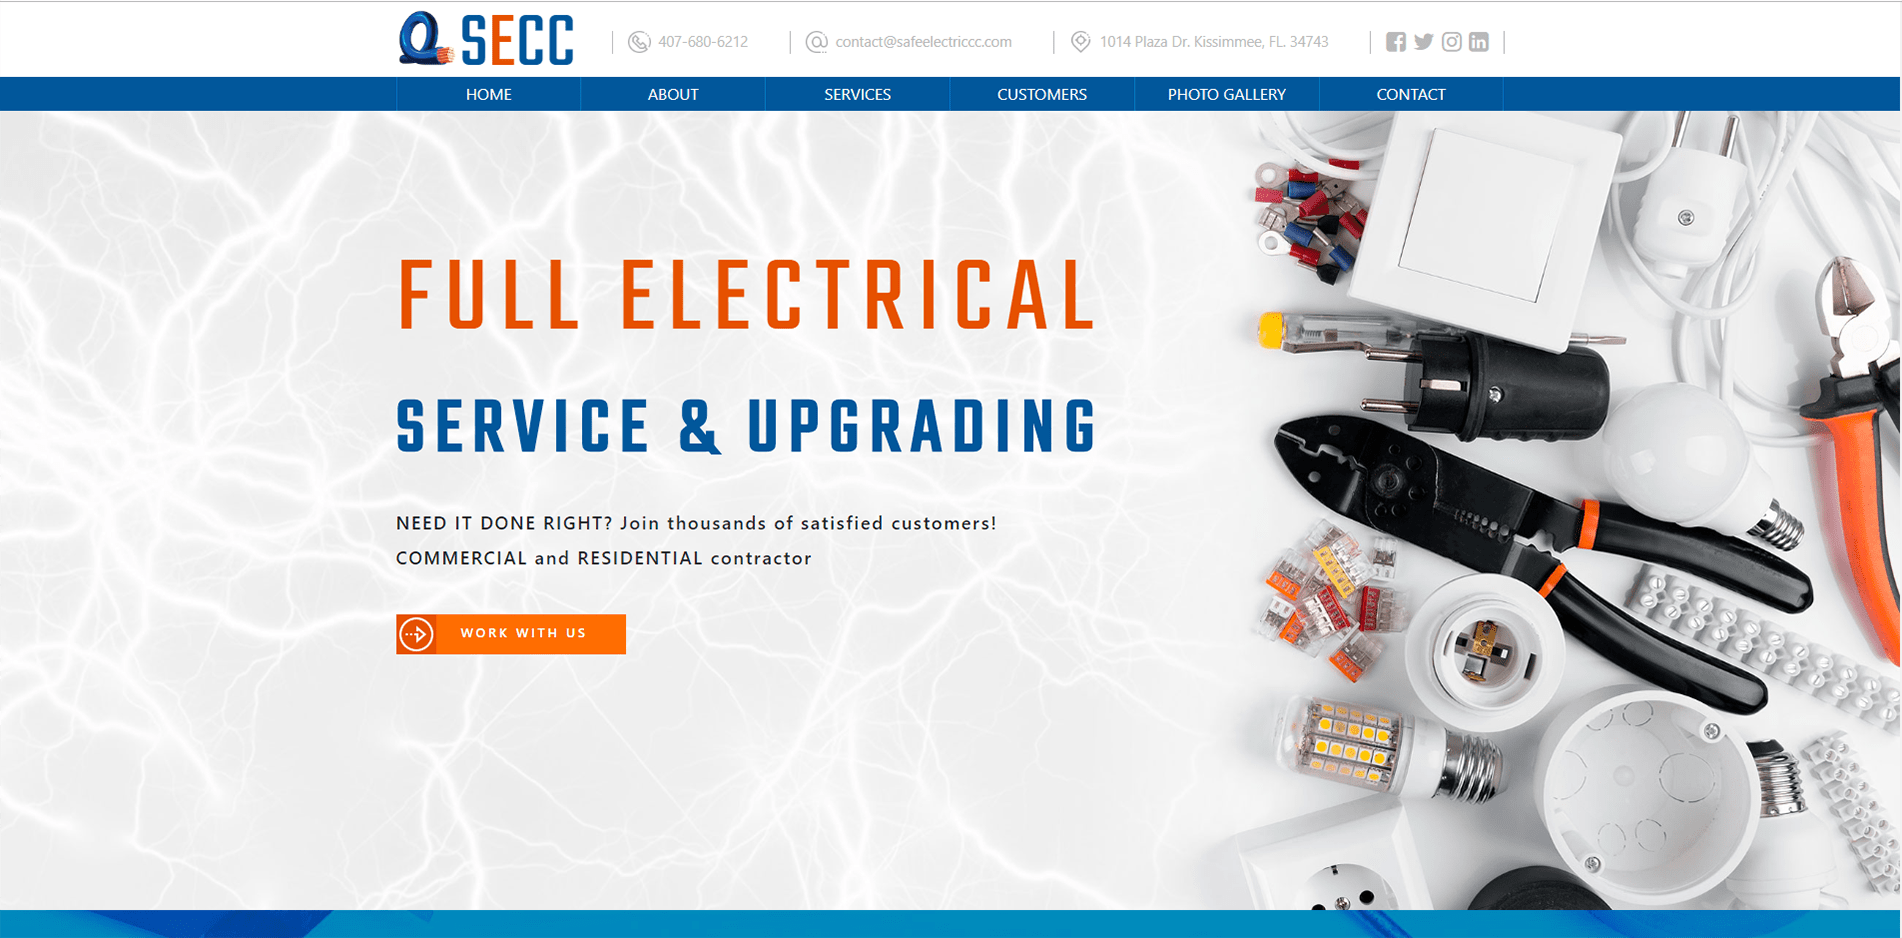 SECC
407-680-6212
contact@safeelectriccc.com
1014 Plaza Dr. Kissimmee, FL. 34743
HOME
ABOUT
SERVICES
CUSTOMERS
PHOTO GALLERY
CONTACT
FULL ELECTRICAL
SERVICE & UPGRADING
NEED IT DONE RIGHT? Join thousands of satisfied customers!
COMMERCIAL and RESIDENTIAL contractor
WORK WITH US